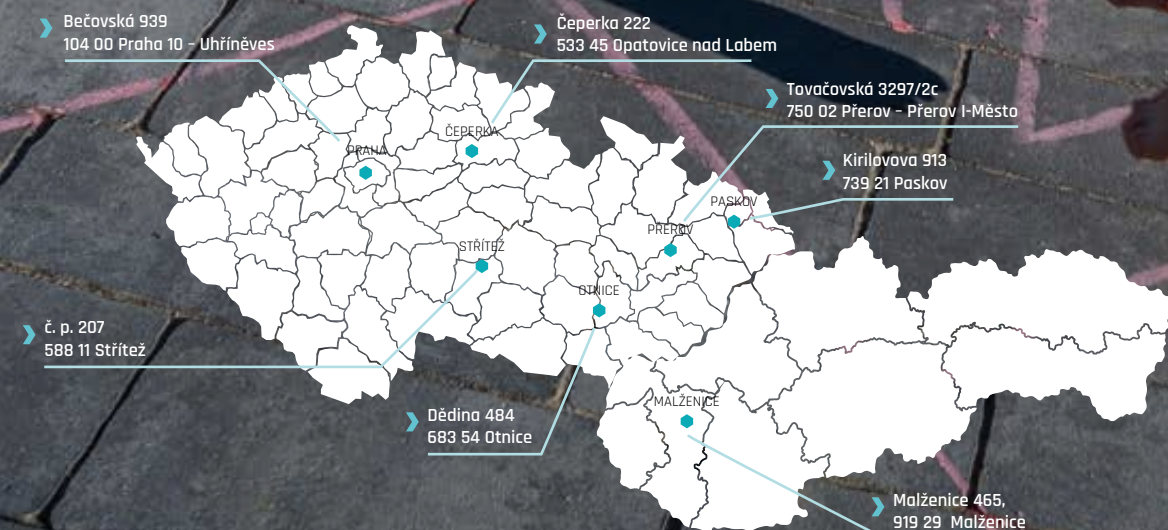 Bečovská 939
104 00 Praha 10 – Uhříněves
Čeperka 222
533 45 Opatovice nad Labem
Tovačovská 3297/2c
750 02 Přerov – Přerov I-Město
Kirilovova 913
739 21 Paskov
ČEPERKA
PRAHA
PASKOV
PŘEROV
STŘÍTEŽ
OTNICE
č. p. 207
588 11 Střítež
MALŽENICE
Dědina 484
683 54 Otnice
Malženice 465,
919 29 Malženice